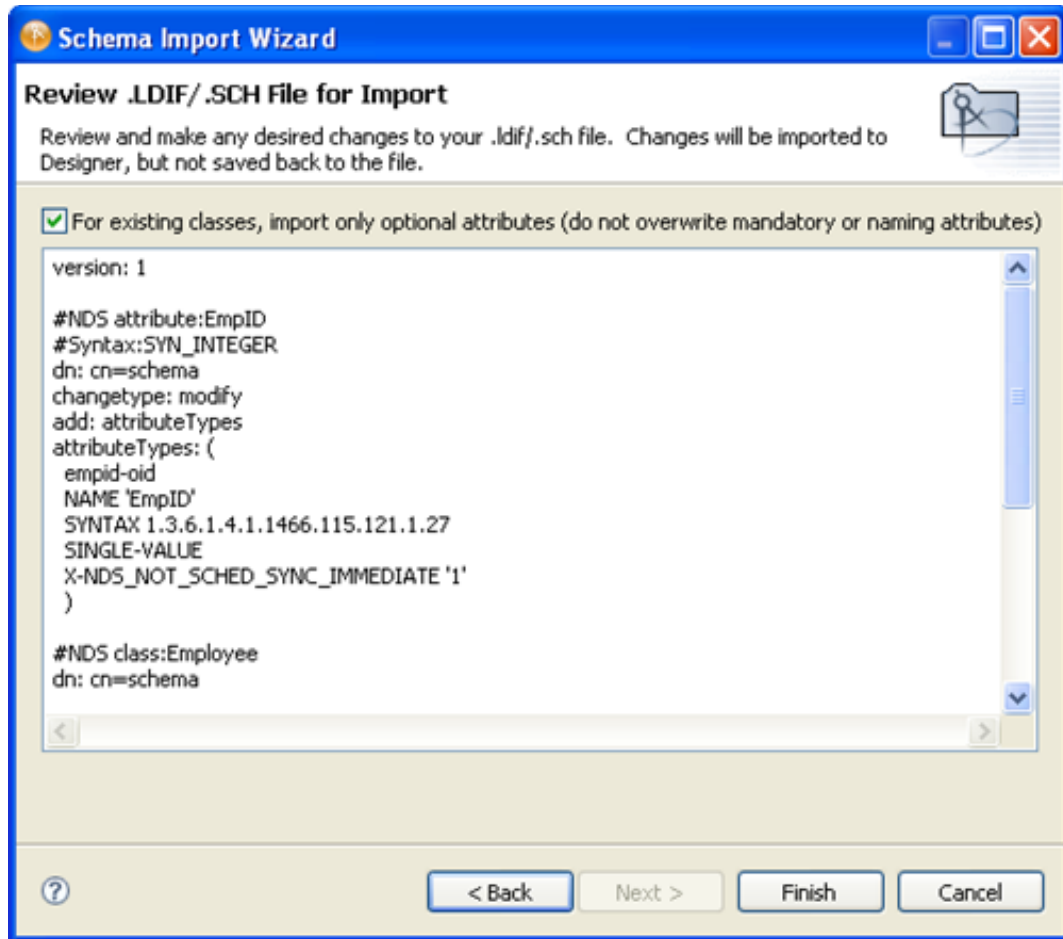 Schema Import Wizard
Review .LDIF/.SCH File for Import
Review and make any desired changes to your .ldif/.sch file.  Changes will be imported to
Designer, but not saved back to the file.
For existing classes, import only optional attributes (do not overwrite mandatory or naming attributes)
version: 1
#NDS attribute:EmpID
#Syntax:SYN_INTEGER
dn: cn=schema
changetype: modify
add: attributeTypes
attributeTypes: (
empid-oid
NAME 'EmpID'
SYNTAX 1.3.6.1.4.1.1466.115.121.1.27
SINGLE-VALUE
X-NDS_NOT_SCHED_SYNC_IMMEDIATE '1'
)
#NDS class:Employee
dn: cn=schema
?
< Back
Next >
Finish
Cancel